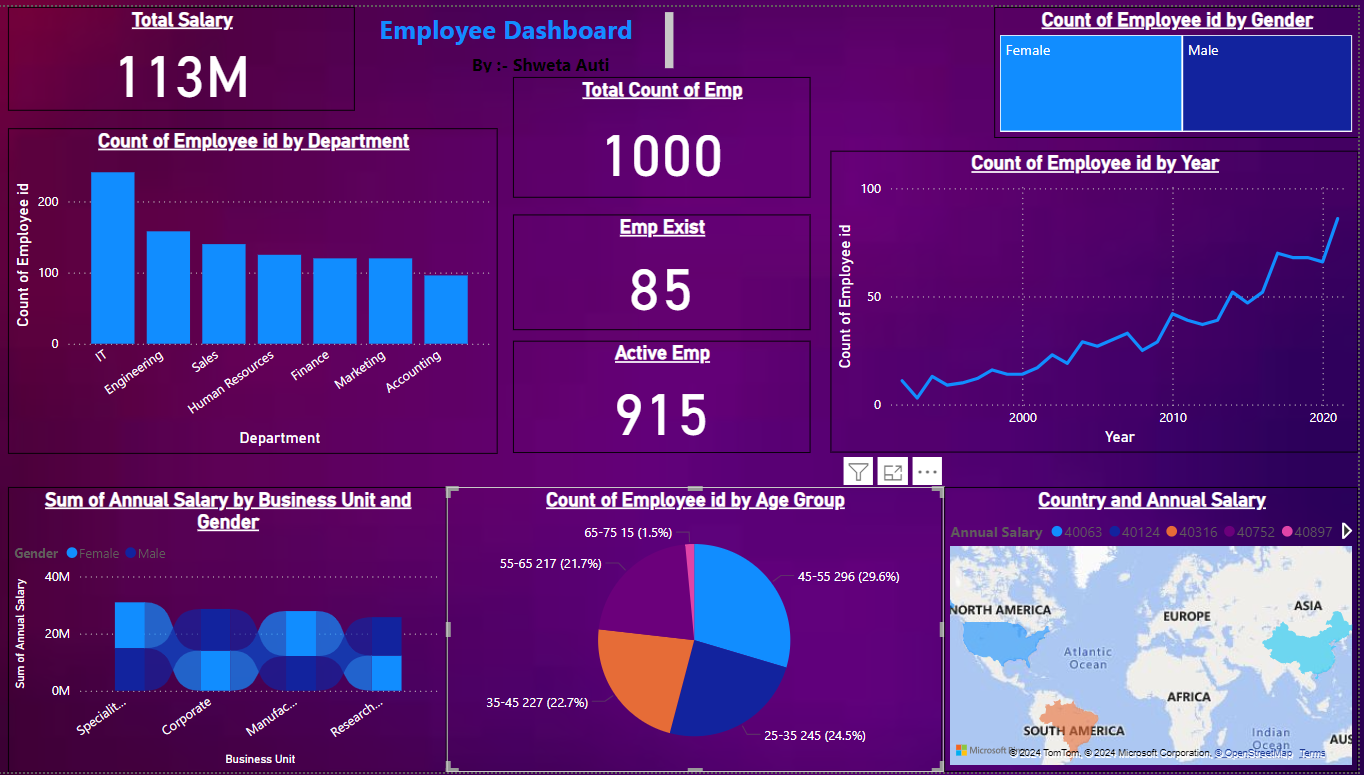 Total Salary
113M
Employee Dashboard
By :- Shweta Auti
Count of Employee id by Gender
Female
Male
Total Count of Emp
1000
Emp Exist
85
Active Emp
915
Count of Employee id by Department
Count of Employee id
200
100
0
IT
Engineering
Sales
Human Resources
Finance
Marketing
Accounting
Department
Count of Employee id by Year
Count of Employee id
100
50
0
2000
2010
2020
Year
Sum of Annual Salary by Business Unit and
Gender
Gender Female Male
Sum of Annual Salary
40M
20M
0M
Specialit...
Corporate
Manufac...
Research...
Business Unit
Count of Employee id by Age Group
65-75 15 (1.5%)
55-65 217 (21.7%)
45-55 296 (29.6%)
35-45 227 (22.7%)
25-35 245 (24.5%)
Country and Annual Salary
Annual Salary 40063 40124 40316 40752 40897
NORTH AMERICA
EUROPE
ASIA
Atlantic
Ocean
AFRICA
SOUTH AMERICA
Indian
Ocean
AUS
Microsoft
© 2024 TomTom, © 2024 Microsoft Corporation, © OpenStreetMap Terms